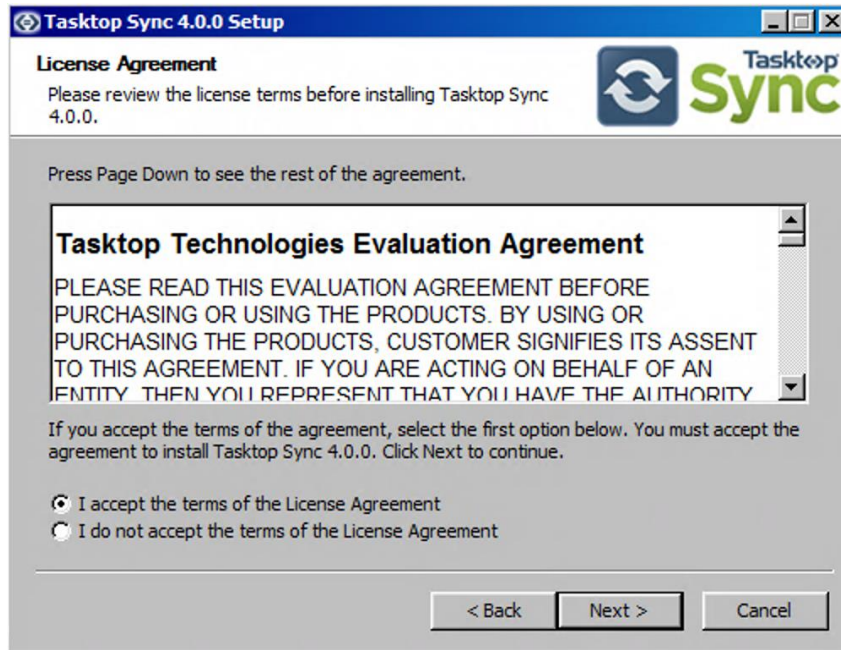 Tasktop Sync 4.0.0 Setup
License Agreement
Please review the license terms before installing Tasktop Sync
4.0.0.
Tasktop
Sync
Press Page Down to see the rest of the agreement.
Tasktop Technologies Evaluation Agreement
PLEASE READ THIS EVALUATION AGREEMENT BEFORE
PURCHASING OR USING THE PRODUCTS. BY USING OR
PURCHASING THE PRODUCTS, CUSTOMER SIGNIFIES ITS ASSENT
TO THIS AGREEMENT. IF YOU ARE ACTING ON BEHALF OF AN
ENTITY, THEN YOU REPRESENT THAT YOU HAVE THE AUTHORITY
If you accept the terms of the agreement, select the first option below. You must accept the
agreement to install Tasktop Sync 4.0.0. Click Next to continue.
I accept the terms of the License Agreement
I do not accept the terms of the License Agreement
< Back Next > Cancel